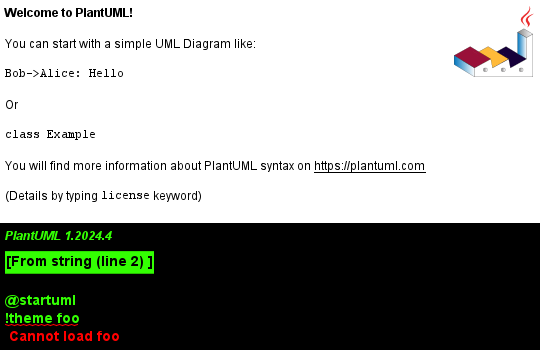 Welcome to PlantUML!
You can start with a simple UML Diagram like:
Bob->Alice: Hello
Or
class Example
You will find more information about PlantUML syntax on https://plantuml.com
(Details by typing license keyword)
PlantUML 1.2024.4
[From string (line 2) ]
@startuml
!theme foo
Cannot load foo